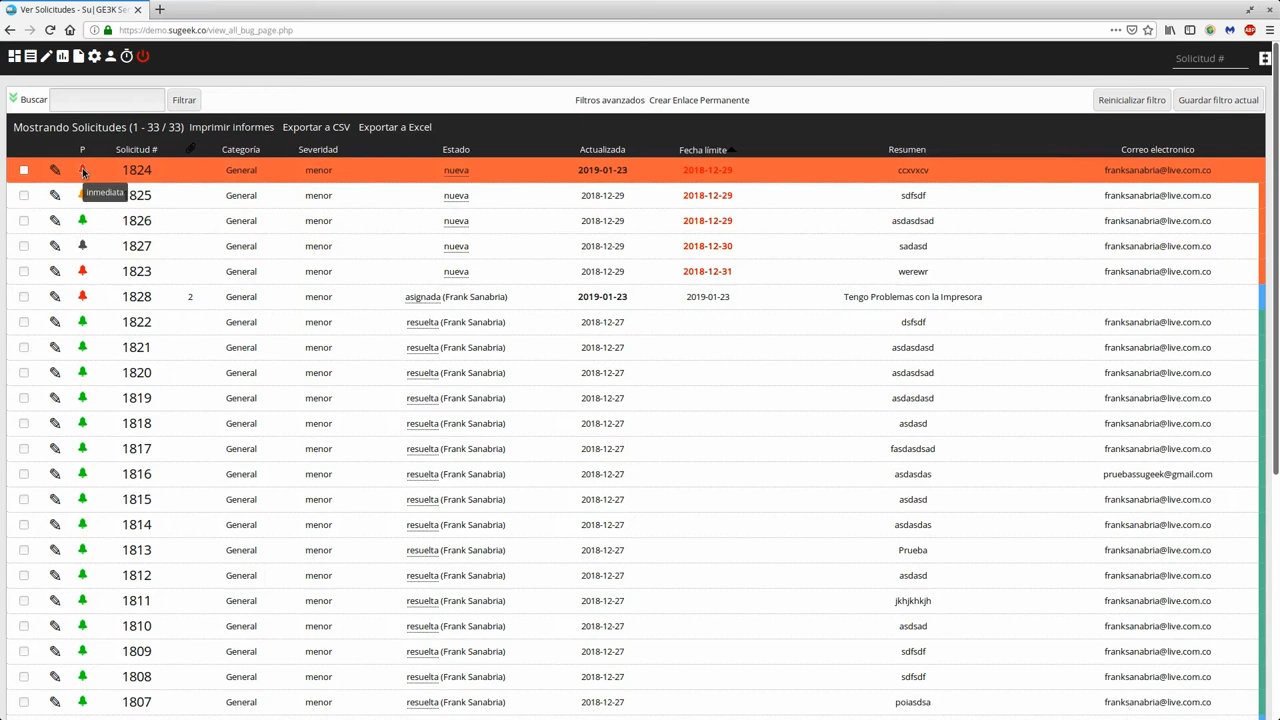 Ver Solicitudes - Su|GE3K Se
https://demo.sugeek.co/view_all_bug_page.php
Solicitud #
Buscar Filtrar Filtros avanzados Crear Enlace Permanente Reinicializar filtro Guardar filtro actual
Mostrando Solicitudes (1 - 33 / 33) Imprimir informes Exportar a CSV Exportar a Excel
P Solicitud # Categoría Severidad Estado Actualizada Fecha límite Resumen Correo electronico
1824 General menor nueva 2019-01-23 2018-12-29 ccxvxcv franksanabria@live.com.co
inmediata
1825 General menor nueva 2018-12-29 2018-12-29 sdfsdf franksanabria@live.com.co
1826 General menor nueva 2018-12-29 2018-12-29 asdasdsad franksanabria@live.com.co
1827 General menor nueva 2018-12-29 2018-12-30 sadasd franksanabria@live.com.co
1823 General menor nueva 2018-12-29 2018-12-31 werewr franksanabria@live.com.co
1828 2 General menor asignada (Frank Sanabria) 2019-01-23 2019-01-23 Tengo Problemas con la Impresora
1822 General menor resuelta (Frank Sanabria) 2018-12-27 dsfsdf franksanabria@live.com.co
1821 General menor resuelta (Frank Sanabria) 2018-12-27 asdasdasd franksanabria@live.com.co
1820 General menor resuelta (Frank Sanabria) 2018-12-27 asdasdsad franksanabria@live.com.co
1819 General menor resuelta (Frank Sanabria) 2018-12-27 asdasdasd franksanabria@live.com.co
1818 General menor resuelta (Frank Sanabria) 2018-12-27 asdasd franksanabria@live.com.co
1817 General menor resuelta (Frank Sanabria) 2018-12-27 fasdasdsad franksanabria@live.com.co
1816 General menor resuelta (Frank Sanabria) 2018-12-27 asdasdas pruebassugeek@gmail.com
1815 General menor resuelta (Frank Sanabria) 2018-12-27 asdasd franksanabria@live.com.co
1814 General menor resuelta (Frank Sanabria) 2018-12-27 asdasdas franksanabria@live.com.co
1813 General menor resuelta (Frank Sanabria) 2018-12-27 Prueba franksanabria@live.com.co
1812 General menor resuelta (Frank Sanabria) 2018-12-27 asdasd franksanabria@live.com.co
1811 General menor resuelta (Frank Sanabria) 2018-12-27 jkhjkhkjh franksanabria@live.com.co
1810 General menor resuelta (Frank Sanabria) 2018-12-27 asdsad franksanabria@live.com.co
1809 General menor resuelta (Frank Sanabria) 2018-12-27 sdfsdf franksanabria@live.com.co
1808 General menor resuelta (Frank Sanabria) 2018-12-27 sdfsdf franksanabria@live.com.co
1807 General menor resuelta (Frank Sanabria) 2018-12-27 poiasdsa franksanabria@live.com.co